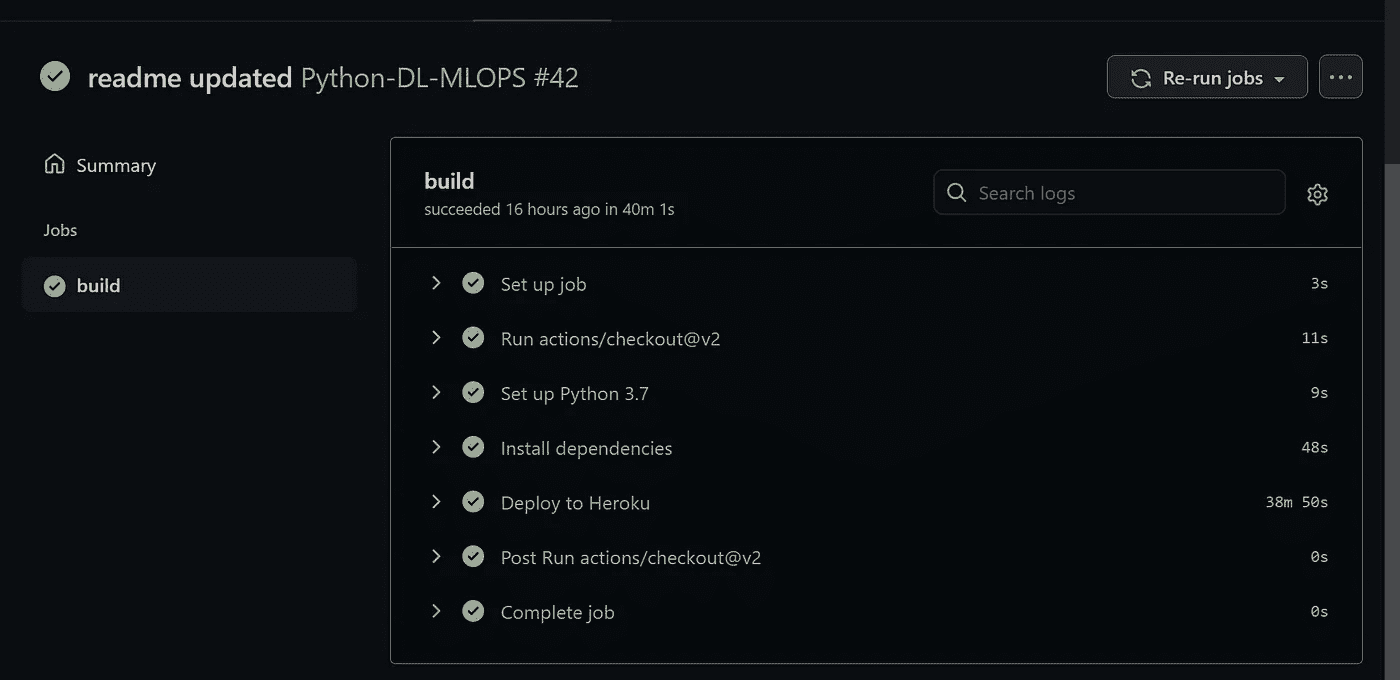 readme updated Python-DL-MLOPS #42
Re-run jobs
Summary
Jobs
build
build
succeeded 16 hours ago in 40m 1s
Search logs
Set up job 3s
Run actions/checkout@v2 11s
Set up Python 3.7 9s
Install dependencies 48s
Deploy to Heroku 38m 50s
Post Run actions/checkout@v2 0s
Complete job 0s